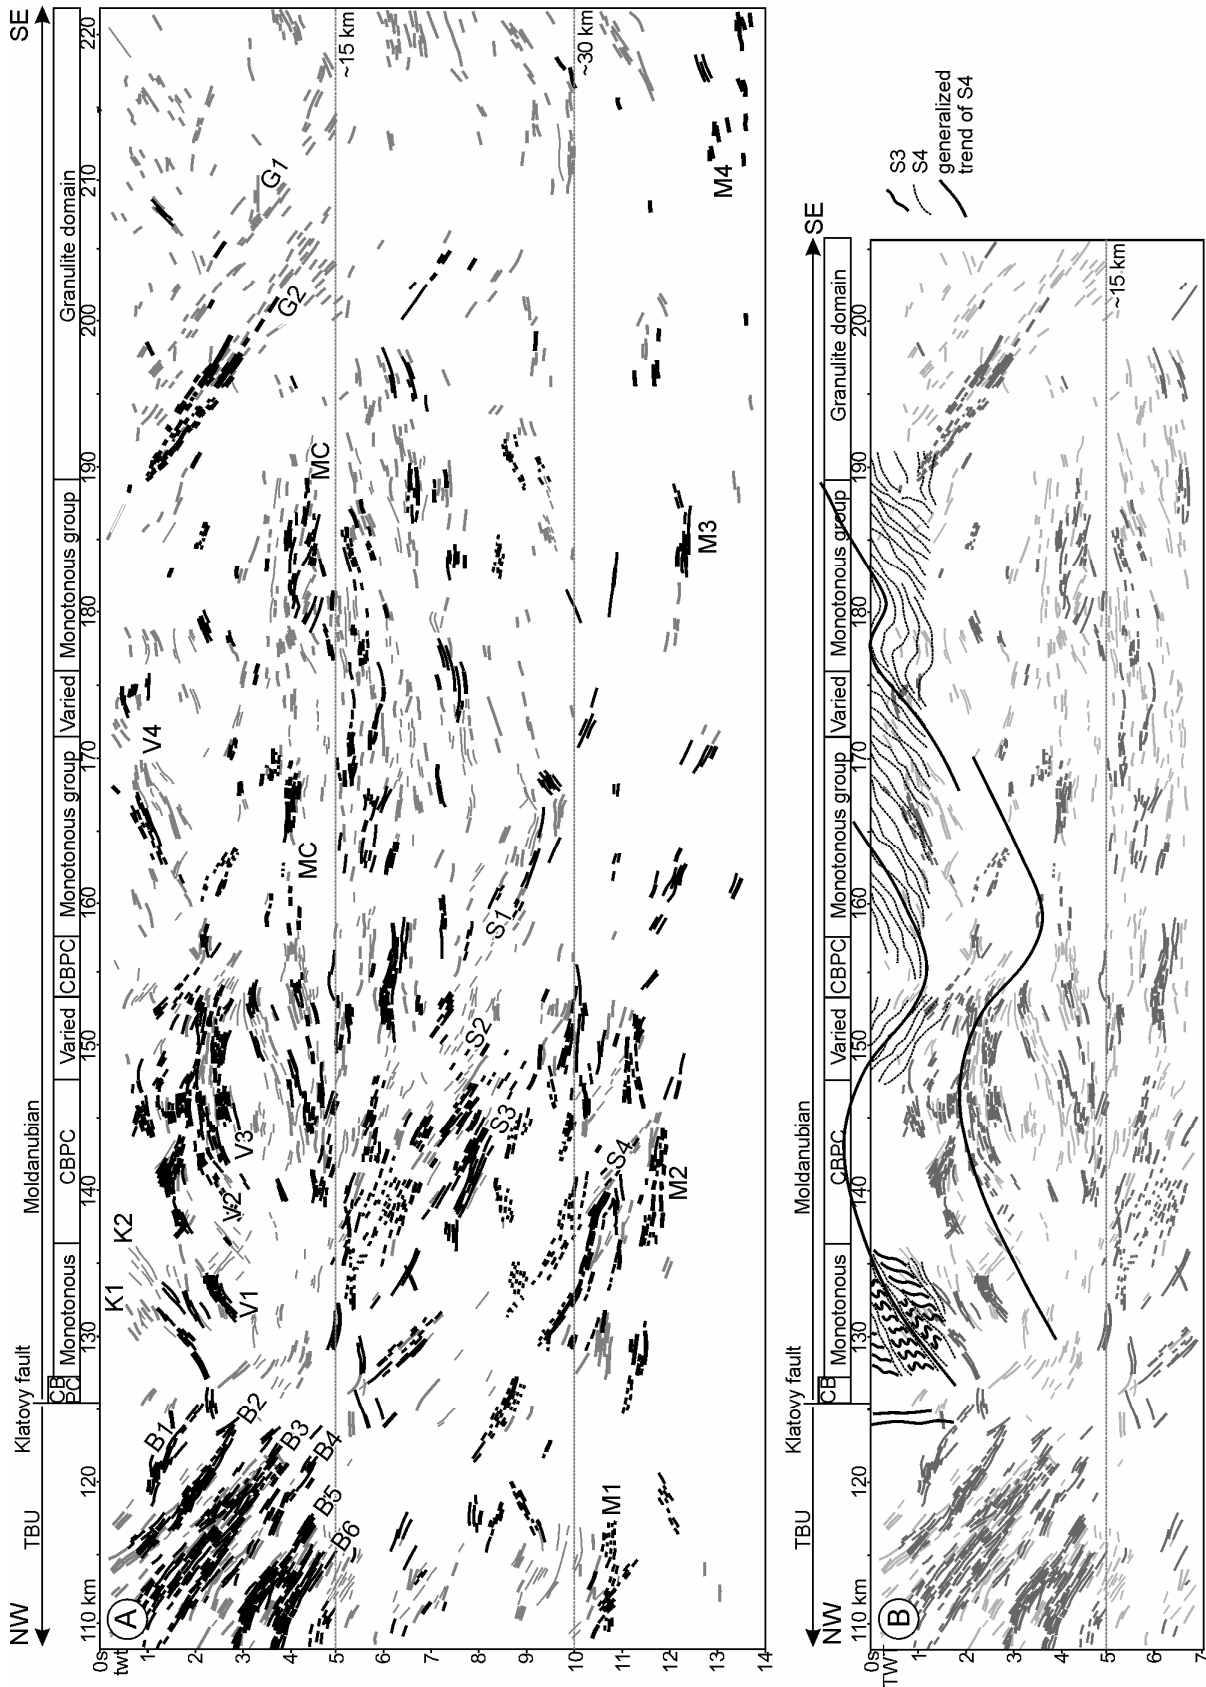 NW
SE
TBU
Klatovy fault
Moldanubian
CB
PC
Monotonous
CBPC
Varied
CBPC
Monotonous group
Varied
Monotonous group
Granulite domain
110 km
120
130
140
150
160
170
180
190
200
210
220
A
0s
twt
1
2
3
4
5
6
7
8
9
10
11
12
13
14
~15 km
~30 km
B1
B2
B3
B4
B5
B6
K1
K2
V1
V2
V3
V4
MC
MC
G1
G2
S1
S2
S3
S4
M1
M2
M3
M4
NW
SE
TBU
Klatovy fault
Moldanubian
CB
Monotonous
CBPC
Varied
CBPC
Monotonous group
Varied
Monotonous group
Granulite domain
110 km
120
130
140
150
160
170
180
190
200
B
0s
TWT
1
2
3
4
5
6
7
~15 km
S3
S4
generalized
trend of S4